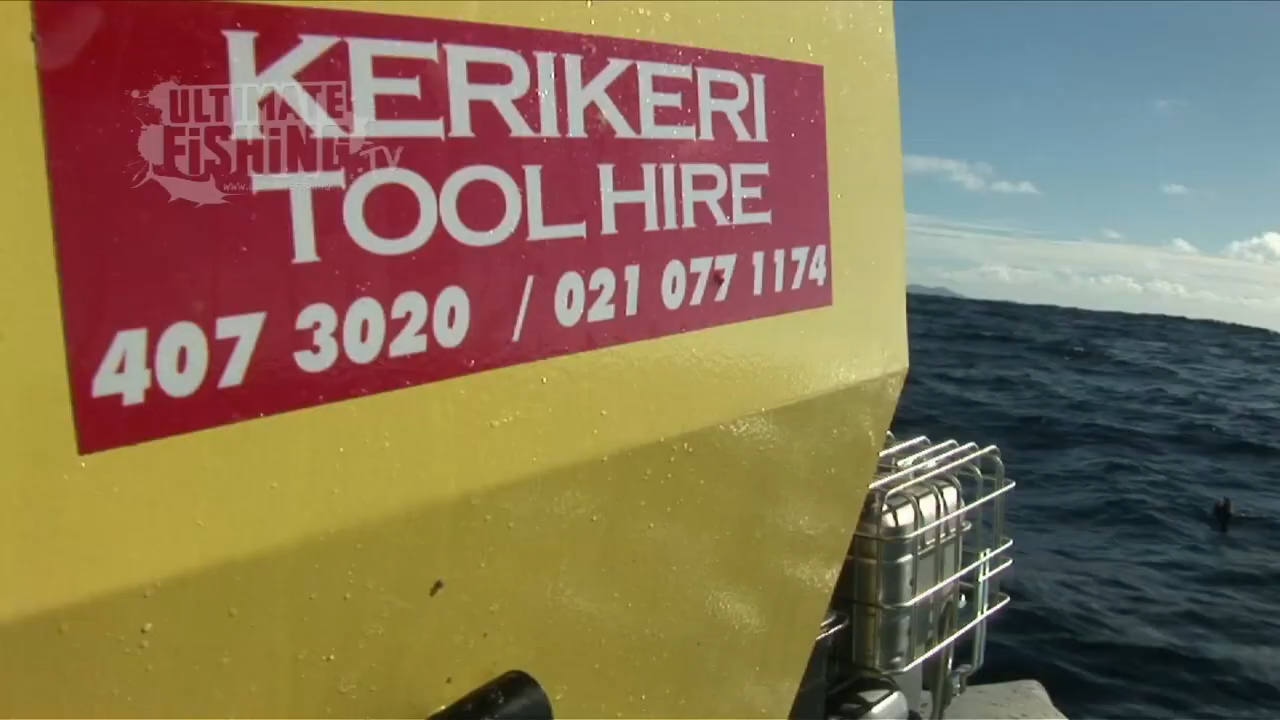 KERIKERI
TOOL HIRE
407 3020 / 021 077 1174
ULTIMATE
FISHING
TV